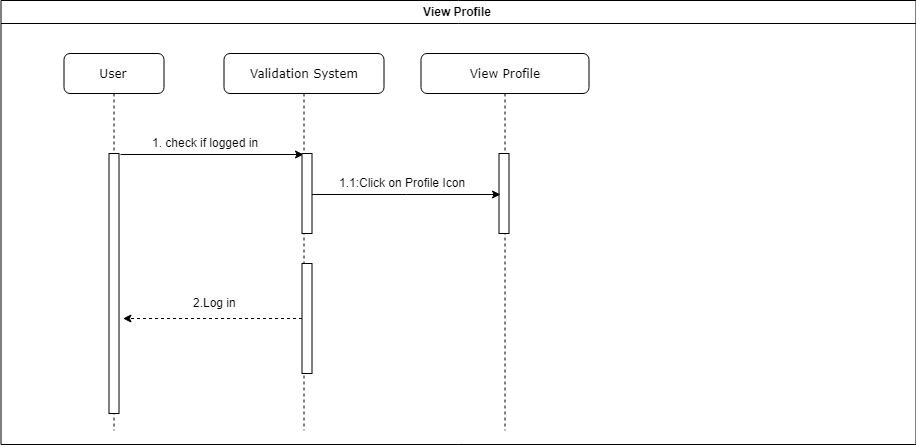 View Profile
User
Validation System
View Profile
1. check if logged in
1.1:Click on Profile Icon
2.Log in